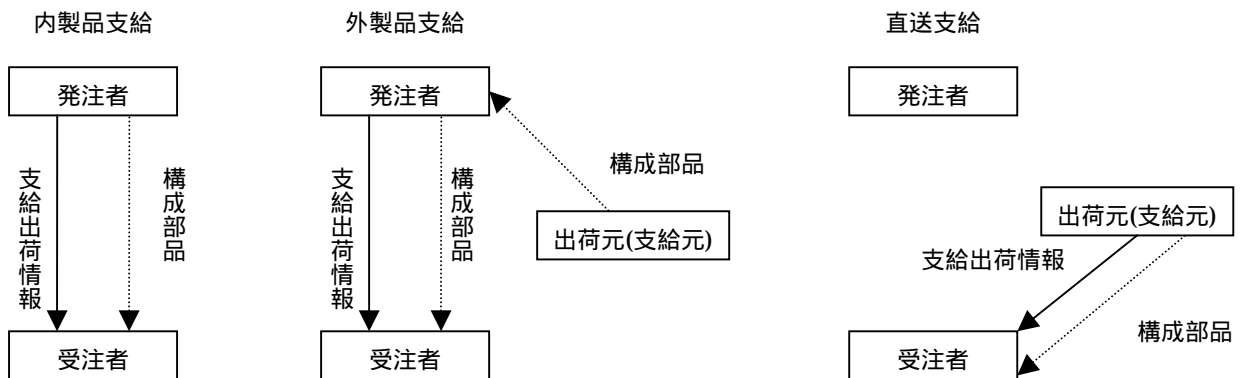 内製品支給
発注者
支給出荷情報
構成部品
受注者
外製品支給
発注者
支給出荷情報
構成部品
構成部品
出荷元(支給元)
受注者
直送支給
発注者
出荷元(支給元)
支給出荷情報
構成部品
受注者